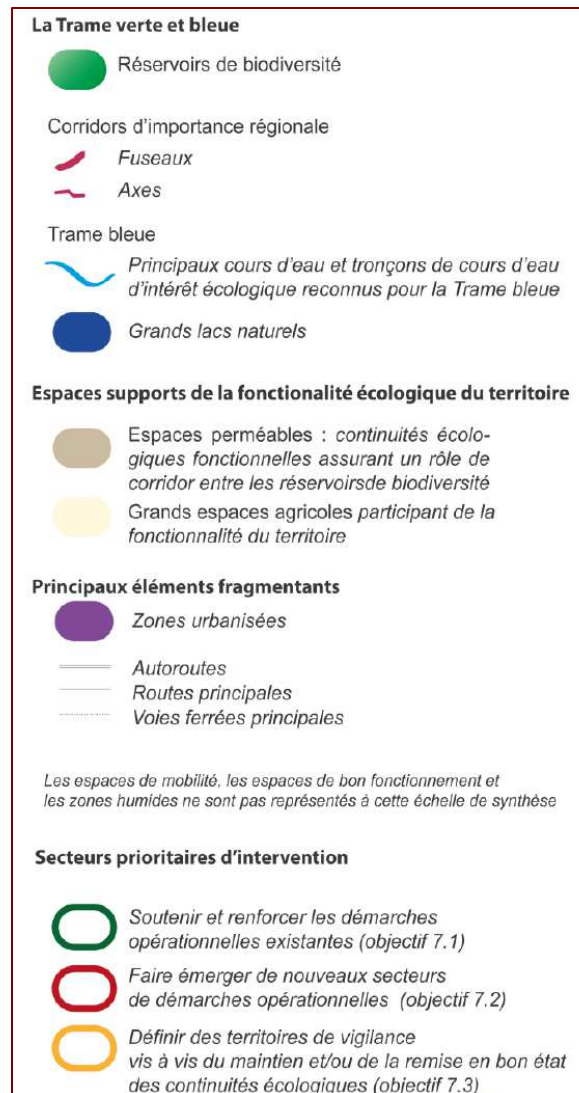 La Trame verte et bleue
Réservoirs de biodiversité
Corridors d'importance régionale
Fuseaux
Axes
Trame bleue
Principaux cours d'eau et tronçons de cours d'eau
d'intérêt écologique reconnus pour la Trame bleue
Grands lacs naturels
Espaces supports de la fonctionalité écologique du territoire
Espaces perméables : continuités écolo-
giques fonctionnelles assurant un rôle de
corridor entre les réservoirsde biodiversité
Grands espaces agricoles participant de la
fonctionnalité du territoire
Principaux éléments fragmentants
Zones urbanisées
Autoroutes
Routes principales
Voies ferrées principales
Les espaces de mobilité, les espaces de bon fonctionnement et
les zones humides ne sont pas représentés à cette échelle de synthèse
Secteurs prioritaires d'intervention
Soutenir et renforcer les démarches
opérationnelles existantes (objectif 7.1)
Faire émerger de nouveaux secteurs
de démarches opérationnelles (objectif 7.2)
Définir des territoires de vigilance
vis à vis du maintien et/ou de la remise en bon état
des continuités écologiques (objectif 7.3)